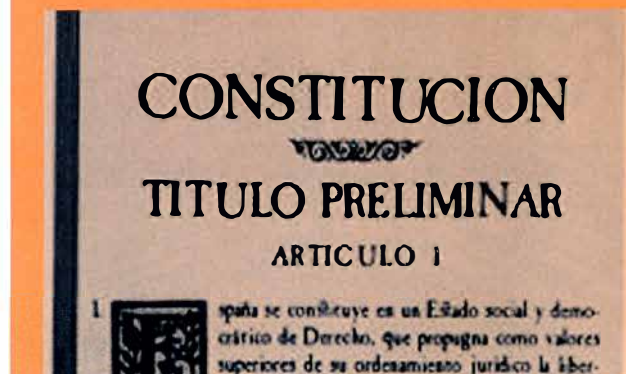 CONSTITUCION
TITULO PRELIMINAR
ARTICULO 1
1 España se constituye en un Estado social y demo-
crático de Derecho, que propugna como valores
superiores de su ordenamiento jurídico la liber-